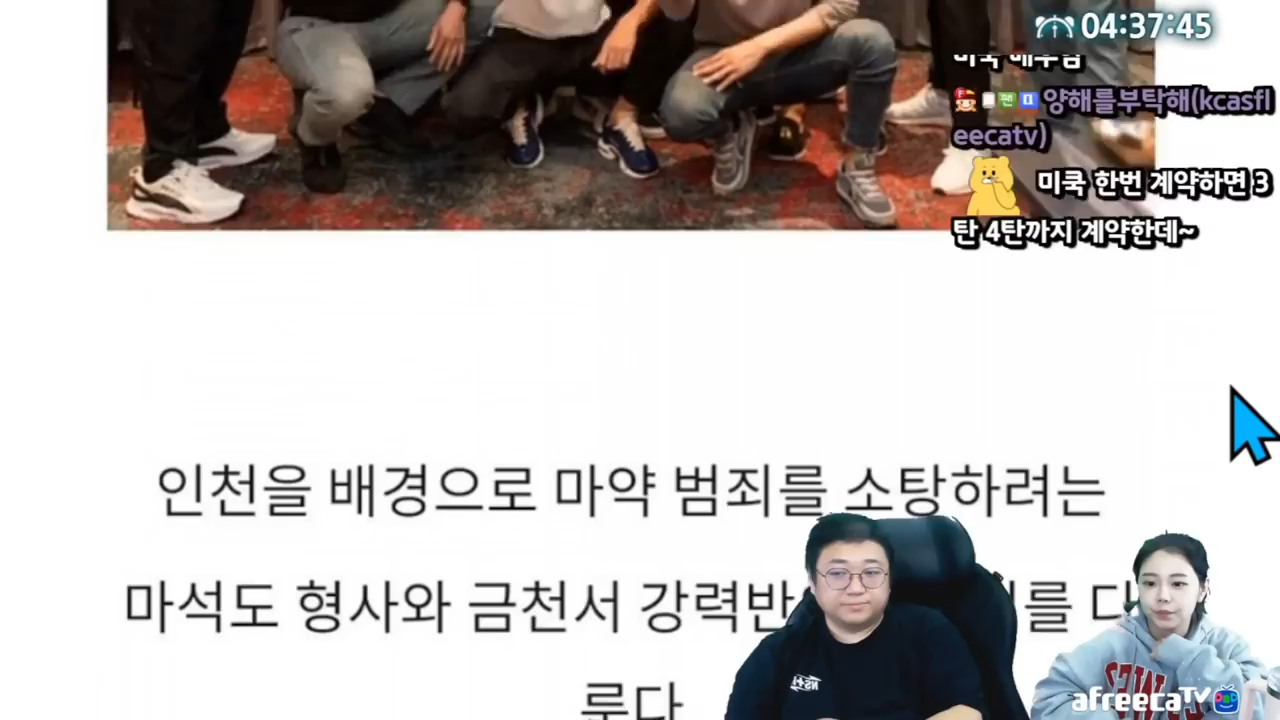 04:37:45
양해를부탁해(kcasfl
eecatv)
미쿡 한번 계약하면 3
탄 4탄까지 계약한데~
인천을 배경으로 마약 범죄를 소탕하려는
마석도 형사와 금천서 강력반
를 다
룬다
afreecaTV